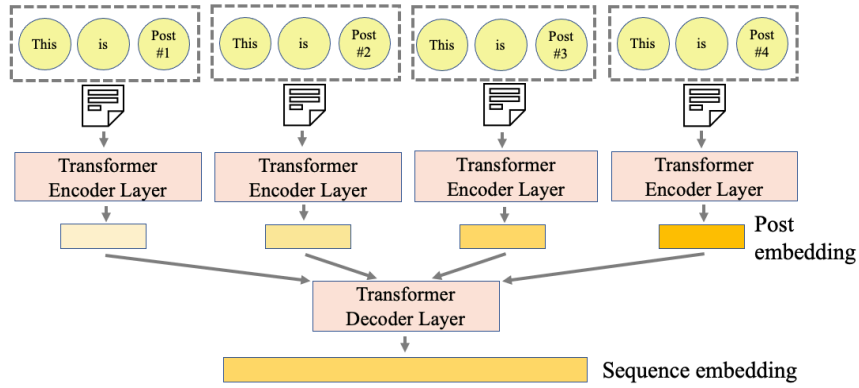 This is Post #1
This is Post #2
This is Post #3
This is Post #4
Transformer
Encoder Layer
Transformer
Encoder Layer
Transformer
Encoder Layer
Transformer
Encoder Layer
Post
embedding
Transformer
Decoder Layer
Sequence embedding